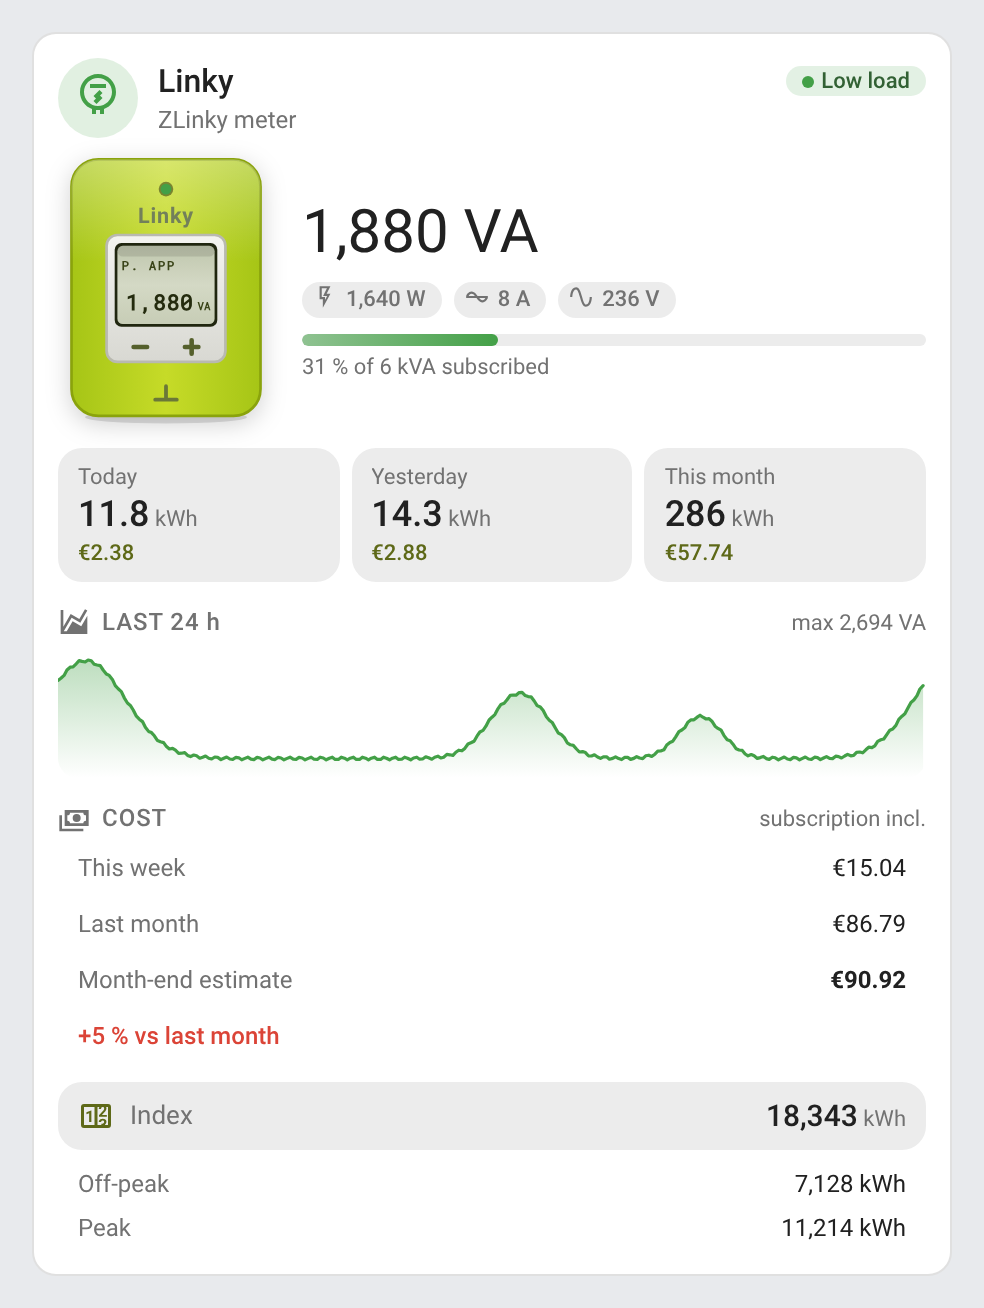 Linky
ZLinky meter
Low load
Linky
P. APP
1,880 VA
1,880 VA
1,640 W
8 A
236 V
31 % of 6 kVA subscribed
Today
11.8 kWh
€2.38
Yesterday
14.3 kWh
€2.88
This month
286 kWh
€57.74
LAST 24 h
max 2,694 VA
COST
subscription incl.
This week €15.04
Last month €86.79
Month-end estimate €90.92
+5 % vs last month
Index 18,343 kWh
Off-peak 7,128 kWh
Peak 11,214 kWh